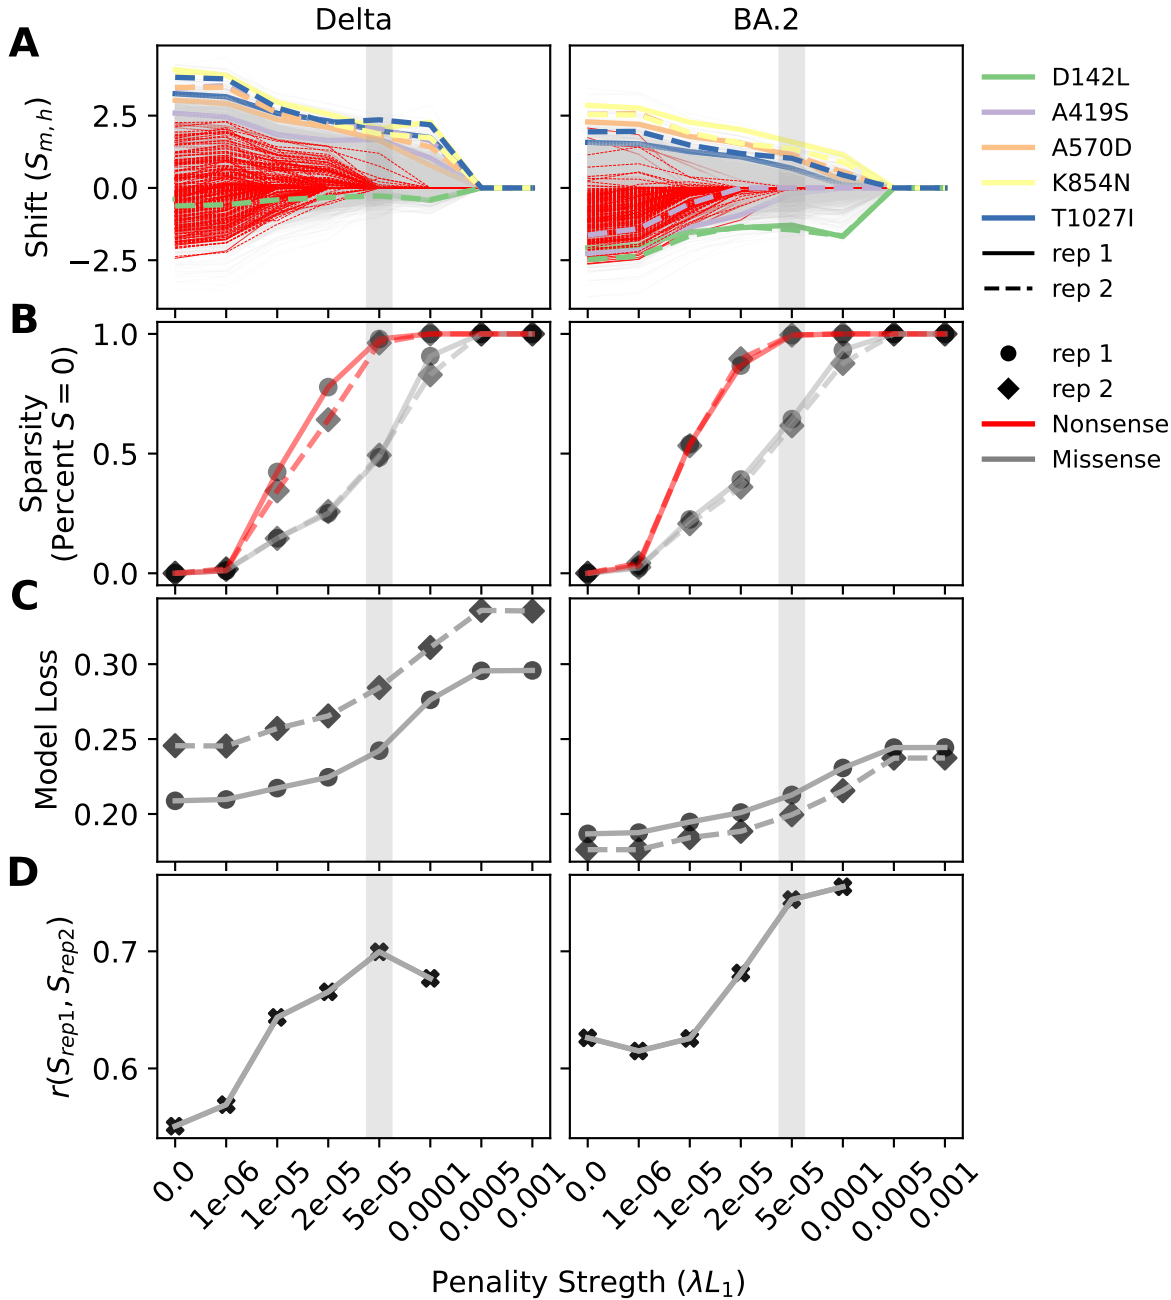 Delta
BA.2
A
2.5
0.0
−2.5
Shift (S_{m, h})
D142L
A419S
A570D
K854N
T1027I
rep 1
rep 2
B
1.0
0.5
0.0
Sparsity
(Percent S = 0)
rep 1
rep 2
Nonsense
Missense
C
0.30
0.25
0.20
Model Loss
D
0.7
0.6
r(S_{rep1}, S_{rep2})
0.0
1e-06
1e-05
2e-05
5e-05
0.0001
0.0005
0.001
0.0
1e-06
1e-05
2e-05
5e-05
0.0001
0.0005
0.001
Penality Stregth (λL₁)